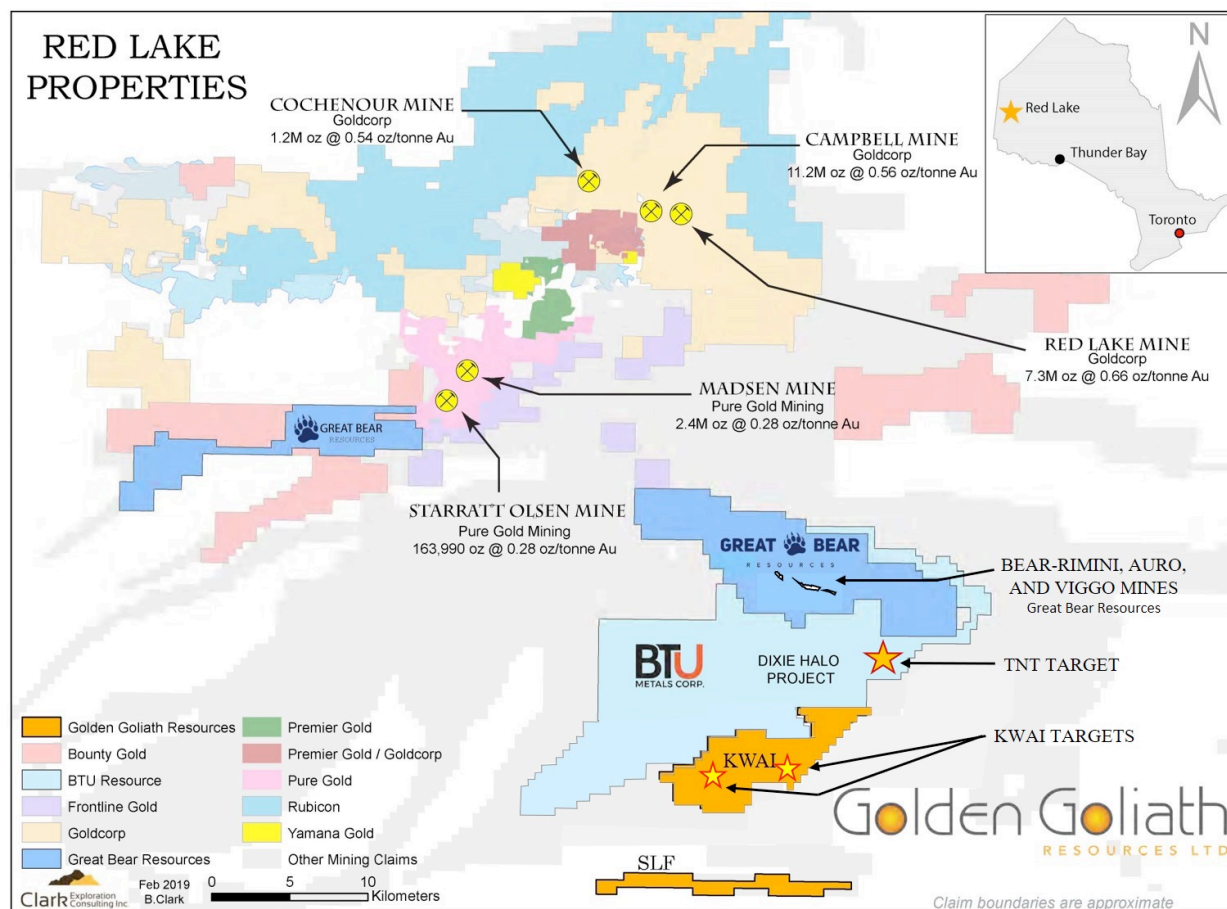 RED LAKE
PROPERTIES
COCHENOUR MINE
Goldcorp
1.2M oz @ 0.54 oz/tonne Au
CAMPBELL MINE
Goldcorp
11.2M oz @ 0.56 oz/tonne Au
N
Red Lake
Thunder Bay
Toronto
RED LAKE MINE
Goldcorp
7.3M oz @ 0.66 oz/tonne Au
MADSEN MINE
Pure Gold Mining
2.4M oz @ 0.28 oz/tonne Au
GREAT BEAR
RESOURCES
STARRATT OLSEN MINE
Pure Gold Mining
163,990 oz @ 0.28 oz/tonne Au
GREAT BEAR
RESOURCES
BEAR-RIMINI, AURO,
AND VIGGO MINES
Great Bear Resources
BTU
METALS CORP.
DIXIE HALO
PROJECT
TNT TARGET
KWAI TARGETS
KWAI
Golden Goliath Resources
Bounty Gold
BTU Resource
Frontline Gold
Goldcorp
Great Bear Resources
Premier Gold
Premier Gold / Goldcorp
Pure Gold
Rubicon
Yamana Gold
Other Mining Claims
Golden Goliath
RESOURCES LTD
SLF
Clark Exploration
Consulting Inc.
Feb 2019
B.Clark
0 5 10
Kilometers
Claim boundaries are approximate